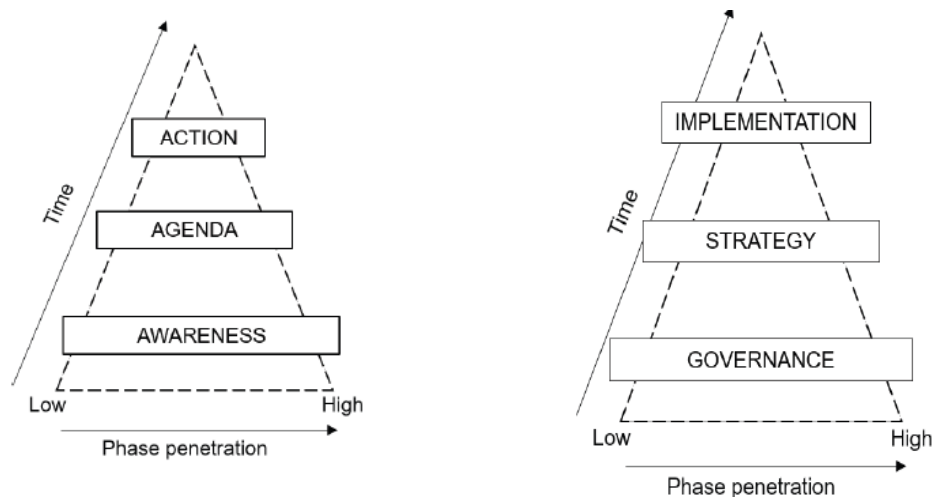 ACTION
AGENDA
AWARENESS
Time
Low
High
Phase penetration
IMPLEMENTATION
STRATEGY
GOVERNANCE
Time
Low
High
Phase penetration